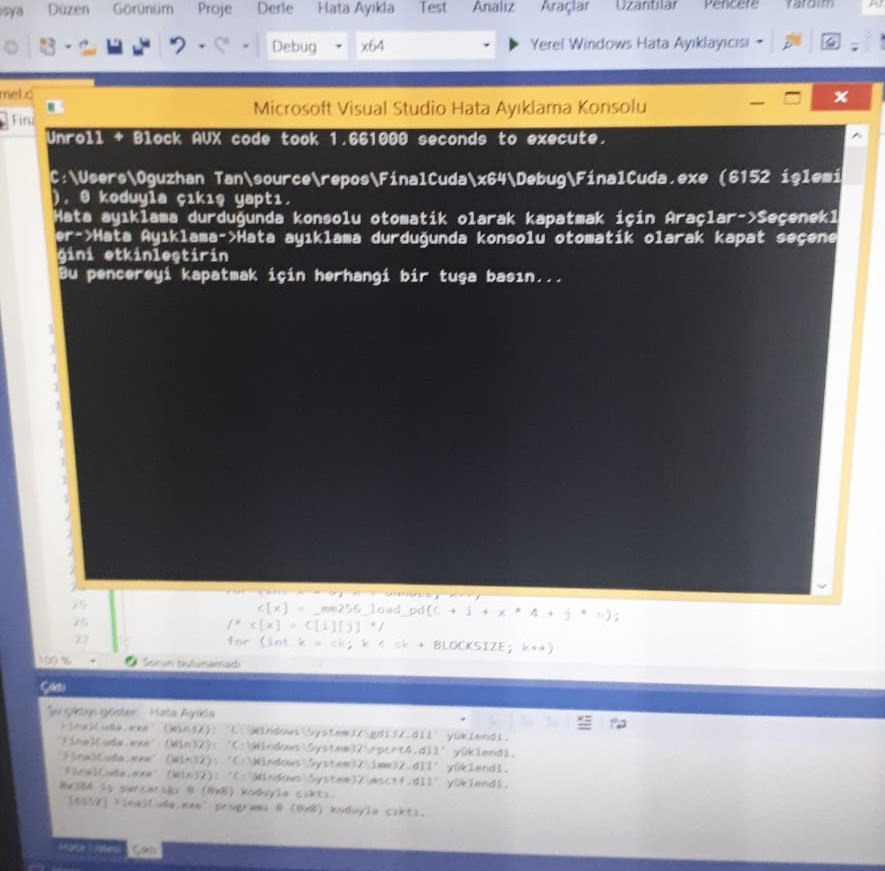 Düzen Görünüm Proje Derle Hata Ayıkla Test Analiz Araçlar Uzantılar Pencere Yardım
Debug x64 Yerel Windows Hata Ayıklayıcısı
Microsoft Visual Studio Hata Ayıklama Konsolu
Unroll + Block AVX code took 1.661000 seconds to execute.
C:\Users\Oguzhan Tan\source\repos\FinalCuda\x64\Debug\FinalCuda.exe (6152 işlemi
), 0 koduyla çıkış yaptı.
Hata ayıklama durduğunda konsolu otomatik olarak kapatmak için Araçlar->Seçenekl
er->Hata Ayıklama->Hata ayıklama durduğunda konsolu otomatik olarak kapat seçene
ğini etkinleştirin
Bu pencereyi kapatmak için herhangi bir tuşa basın...
25 c[x] = _mm256_load_pd(C + i + x * 4 + j * n);
26 /* c[x] = C[i][j] */
27 for (int k = sk; k < sk + BLOCKSIZE; k++)
100 % Sorun bulunamadı
Çıktı
Şu çıktıyı göster: Hata Ayıkla
'FinalCuda.exe' (Win32): 'C:\Windows\System32\gdi32.dll' yüklendi.
'FinalCuda.exe' (Win32): 'C:\Windows\System32\rpcrt4.dll' yüklendi.
'FinalCuda.exe' (Win32): 'C:\Windows\System32\imm32.dll' yüklendi.
'FinalCuda.exe' (Win32): 'C:\Windows\System32\msctf.dll' yüklendi.
iş parçacığı 0 (0x0) koduyla çıktı.
'[6152] FinalCuda.exe' programı 0 (0x0) koduyla çıktı.
Hata Listesi Çıktı